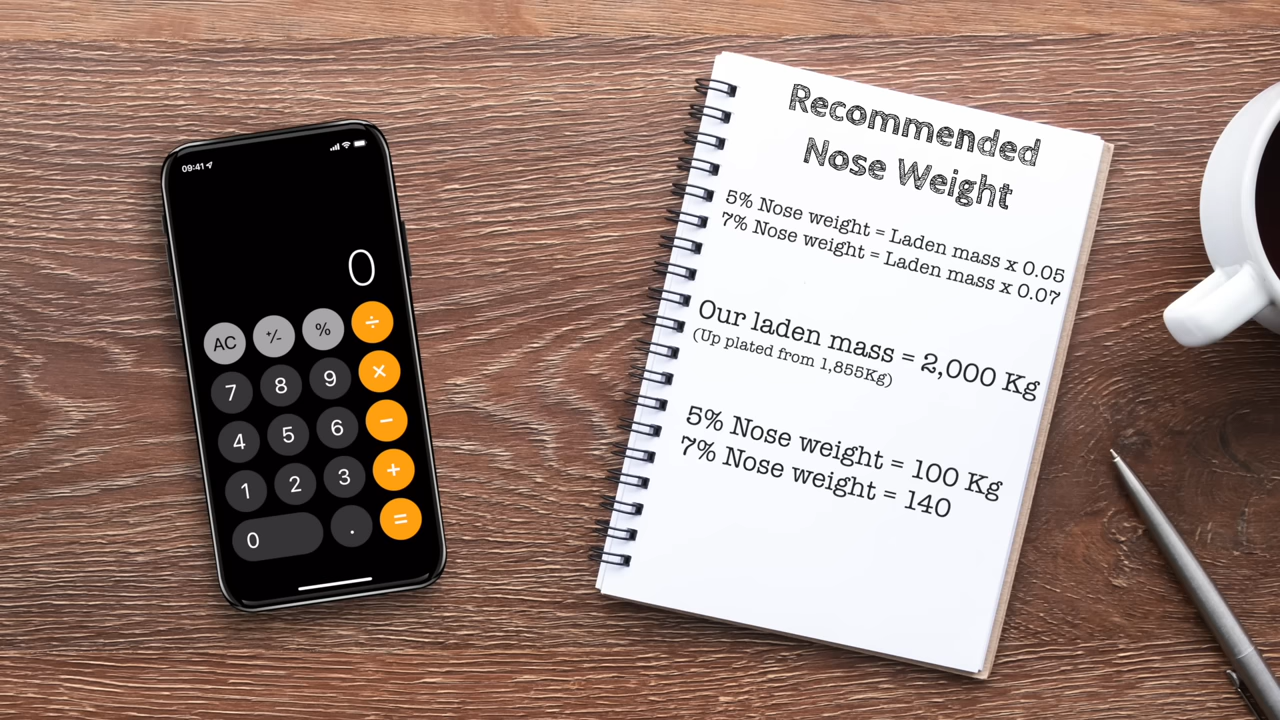 09:41
0
AC +/- % ÷
7 8 9 ×
4 5 6 −
1 2 3 +
0 . =
Recommended
Nose Weight
5% Nose weight = Laden mass x 0.05
7% Nose weight = Laden mass x 0.07
Our laden mass = 2,000 Kg
(Up plated from 1,855Kg)
5% Nose weight = 100 Kg
7% Nose weight = 140